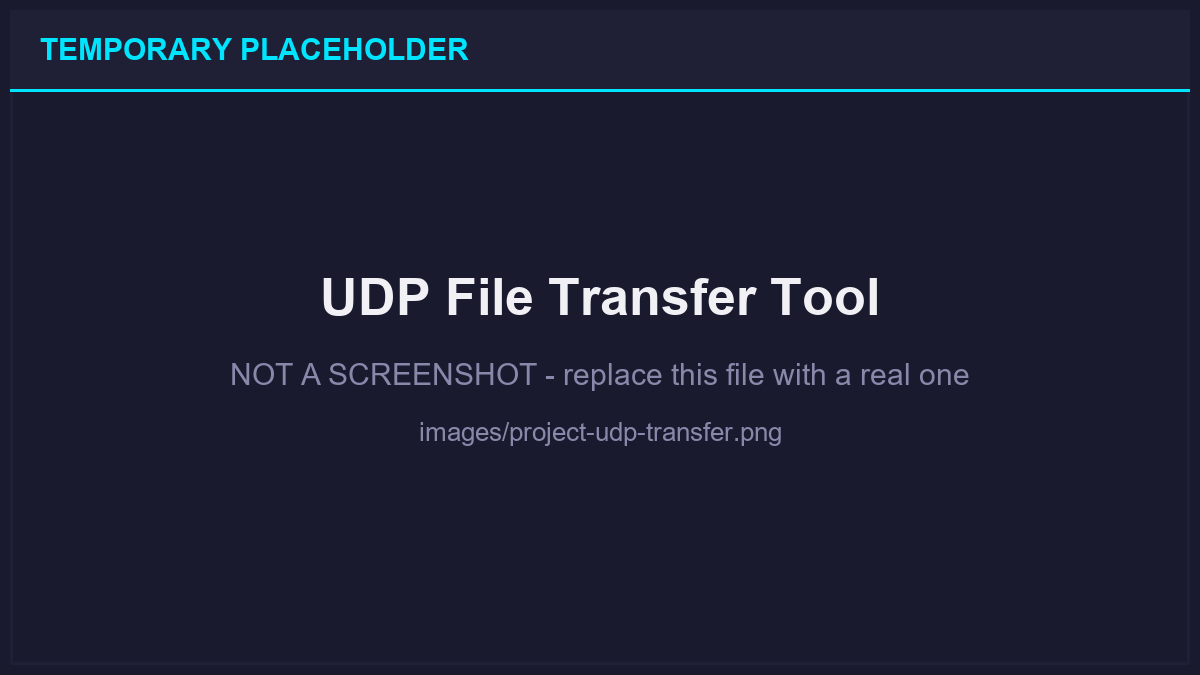 TEMPORARY PLACEHOLDER
UDP File Transfer Tool
NOT A SCREENSHOT - replace this file with a real one
images/project-udp-transfer.png